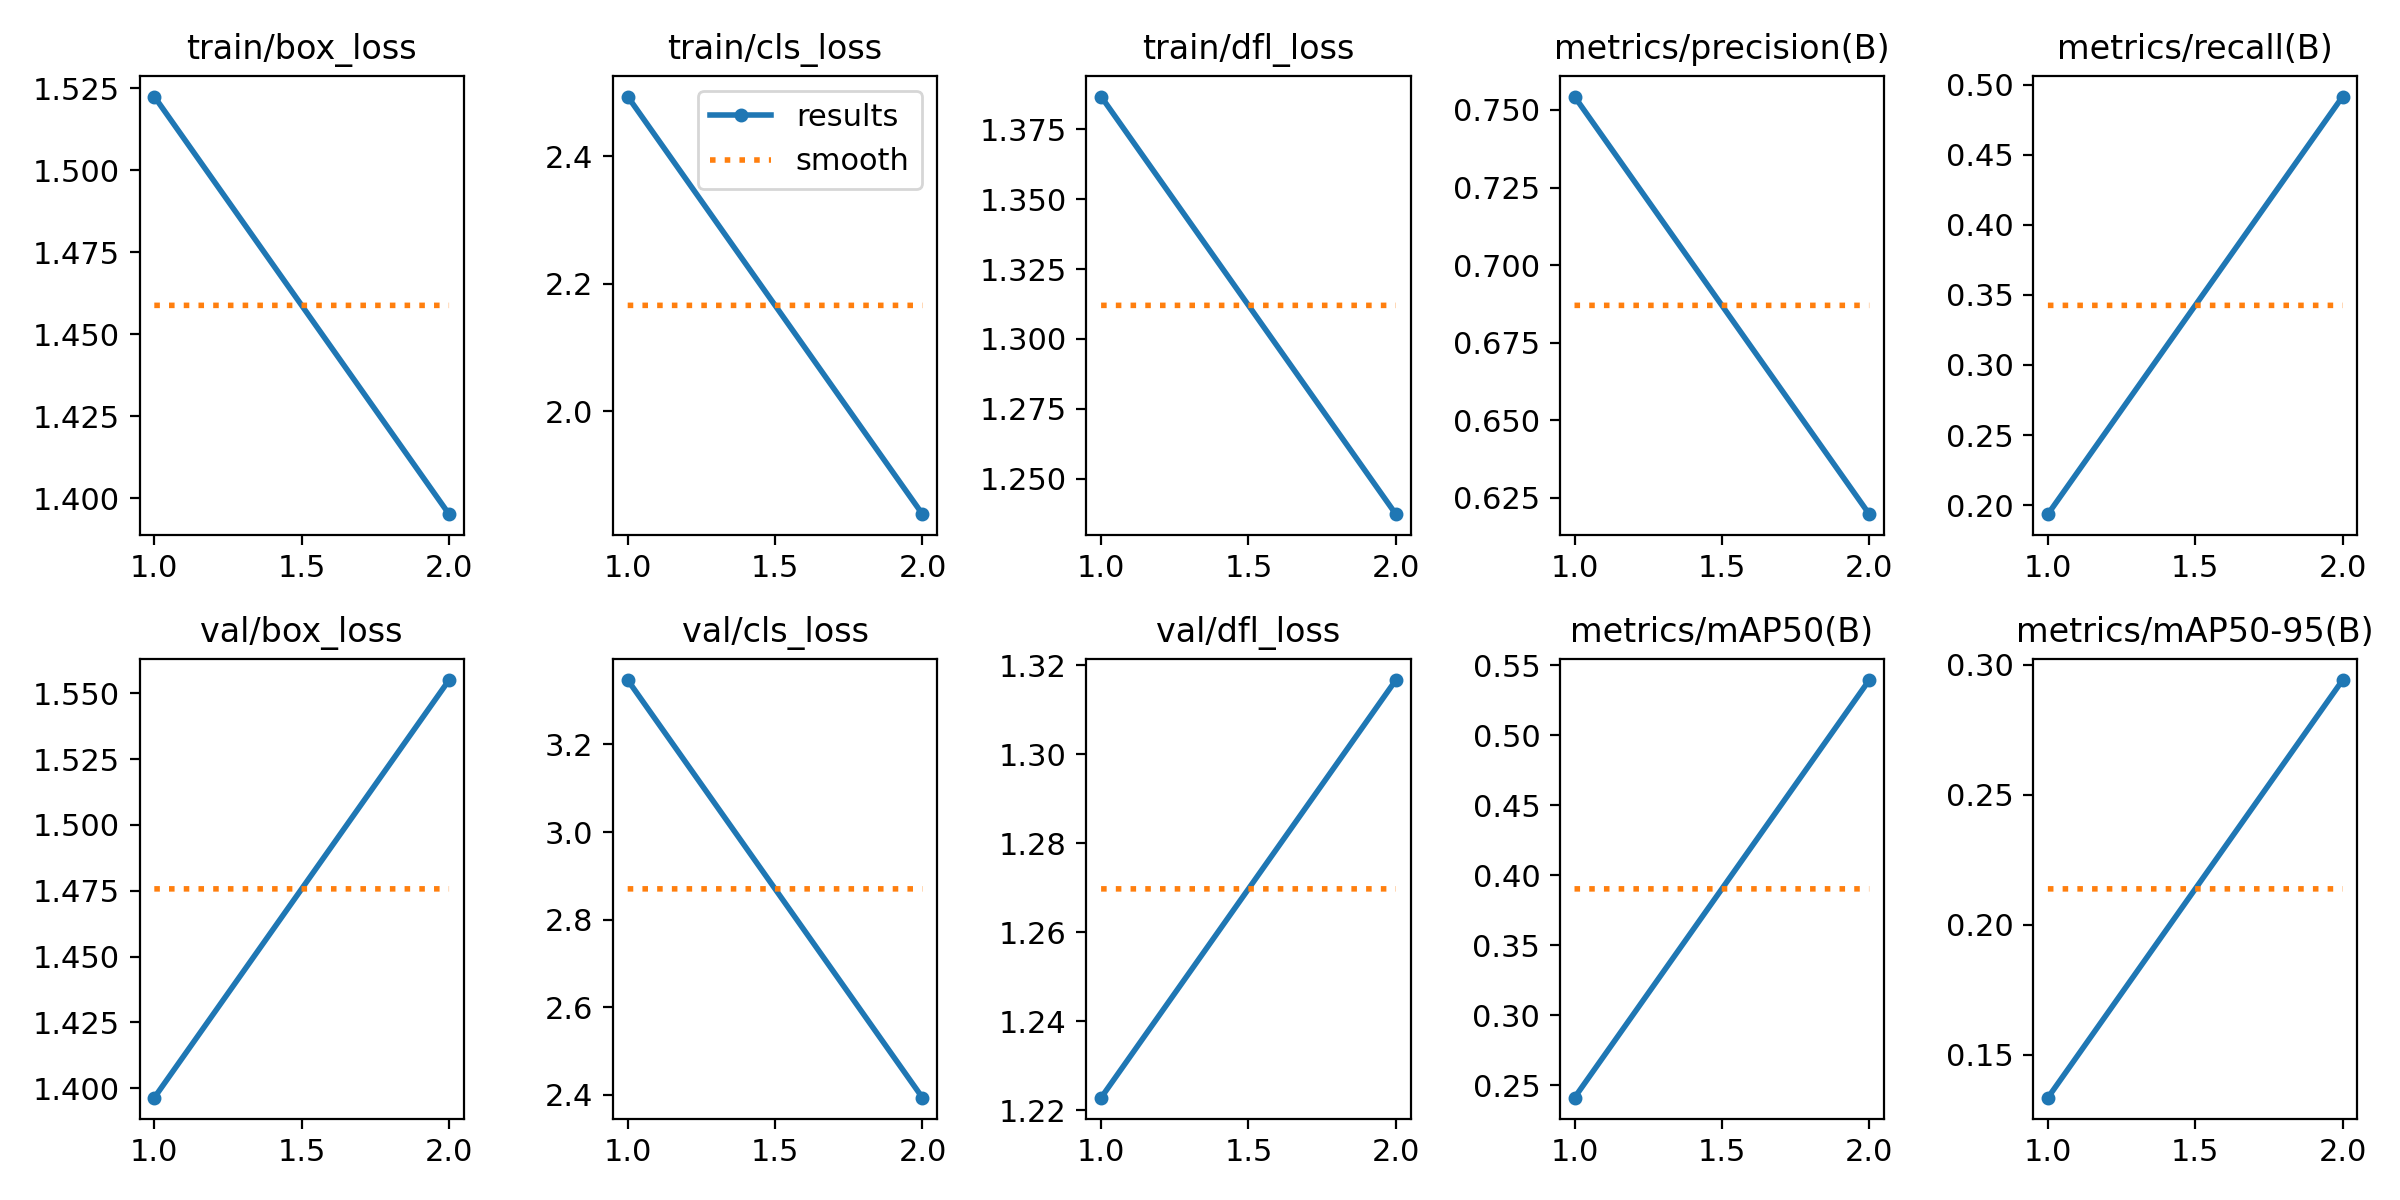 train/box_loss
1.525
1.500
1.475
1.450
1.425
1.400
1.0 1.5 2.0
train/cls_loss
results
smooth
2.4
2.2
2.0
1.0 1.5 2.0
train/dfl_loss
1.375
1.350
1.325
1.300
1.275
1.250
1.0 1.5 2.0
metrics/precision(B)
0.750
0.725
0.700
0.675
0.650
0.625
1.0 1.5 2.0
metrics/recall(B)
0.50
0.45
0.40
0.35
0.30
0.25
0.20
1.0 1.5 2.0
val/box_loss
1.550
1.525
1.500
1.475
1.450
1.425
1.400
1.0 1.5 2.0
val/cls_loss
3.2
3.0
2.8
2.6
2.4
1.0 1.5 2.0
val/dfl_loss
1.32
1.30
1.28
1.26
1.24
1.22
1.0 1.5 2.0
metrics/mAP50(B)
0.55
0.50
0.45
0.40
0.35
0.30
0.25
1.0 1.5 2.0
metrics/mAP50-95(B)
0.30
0.25
0.20
0.15
1.0 1.5 2.0